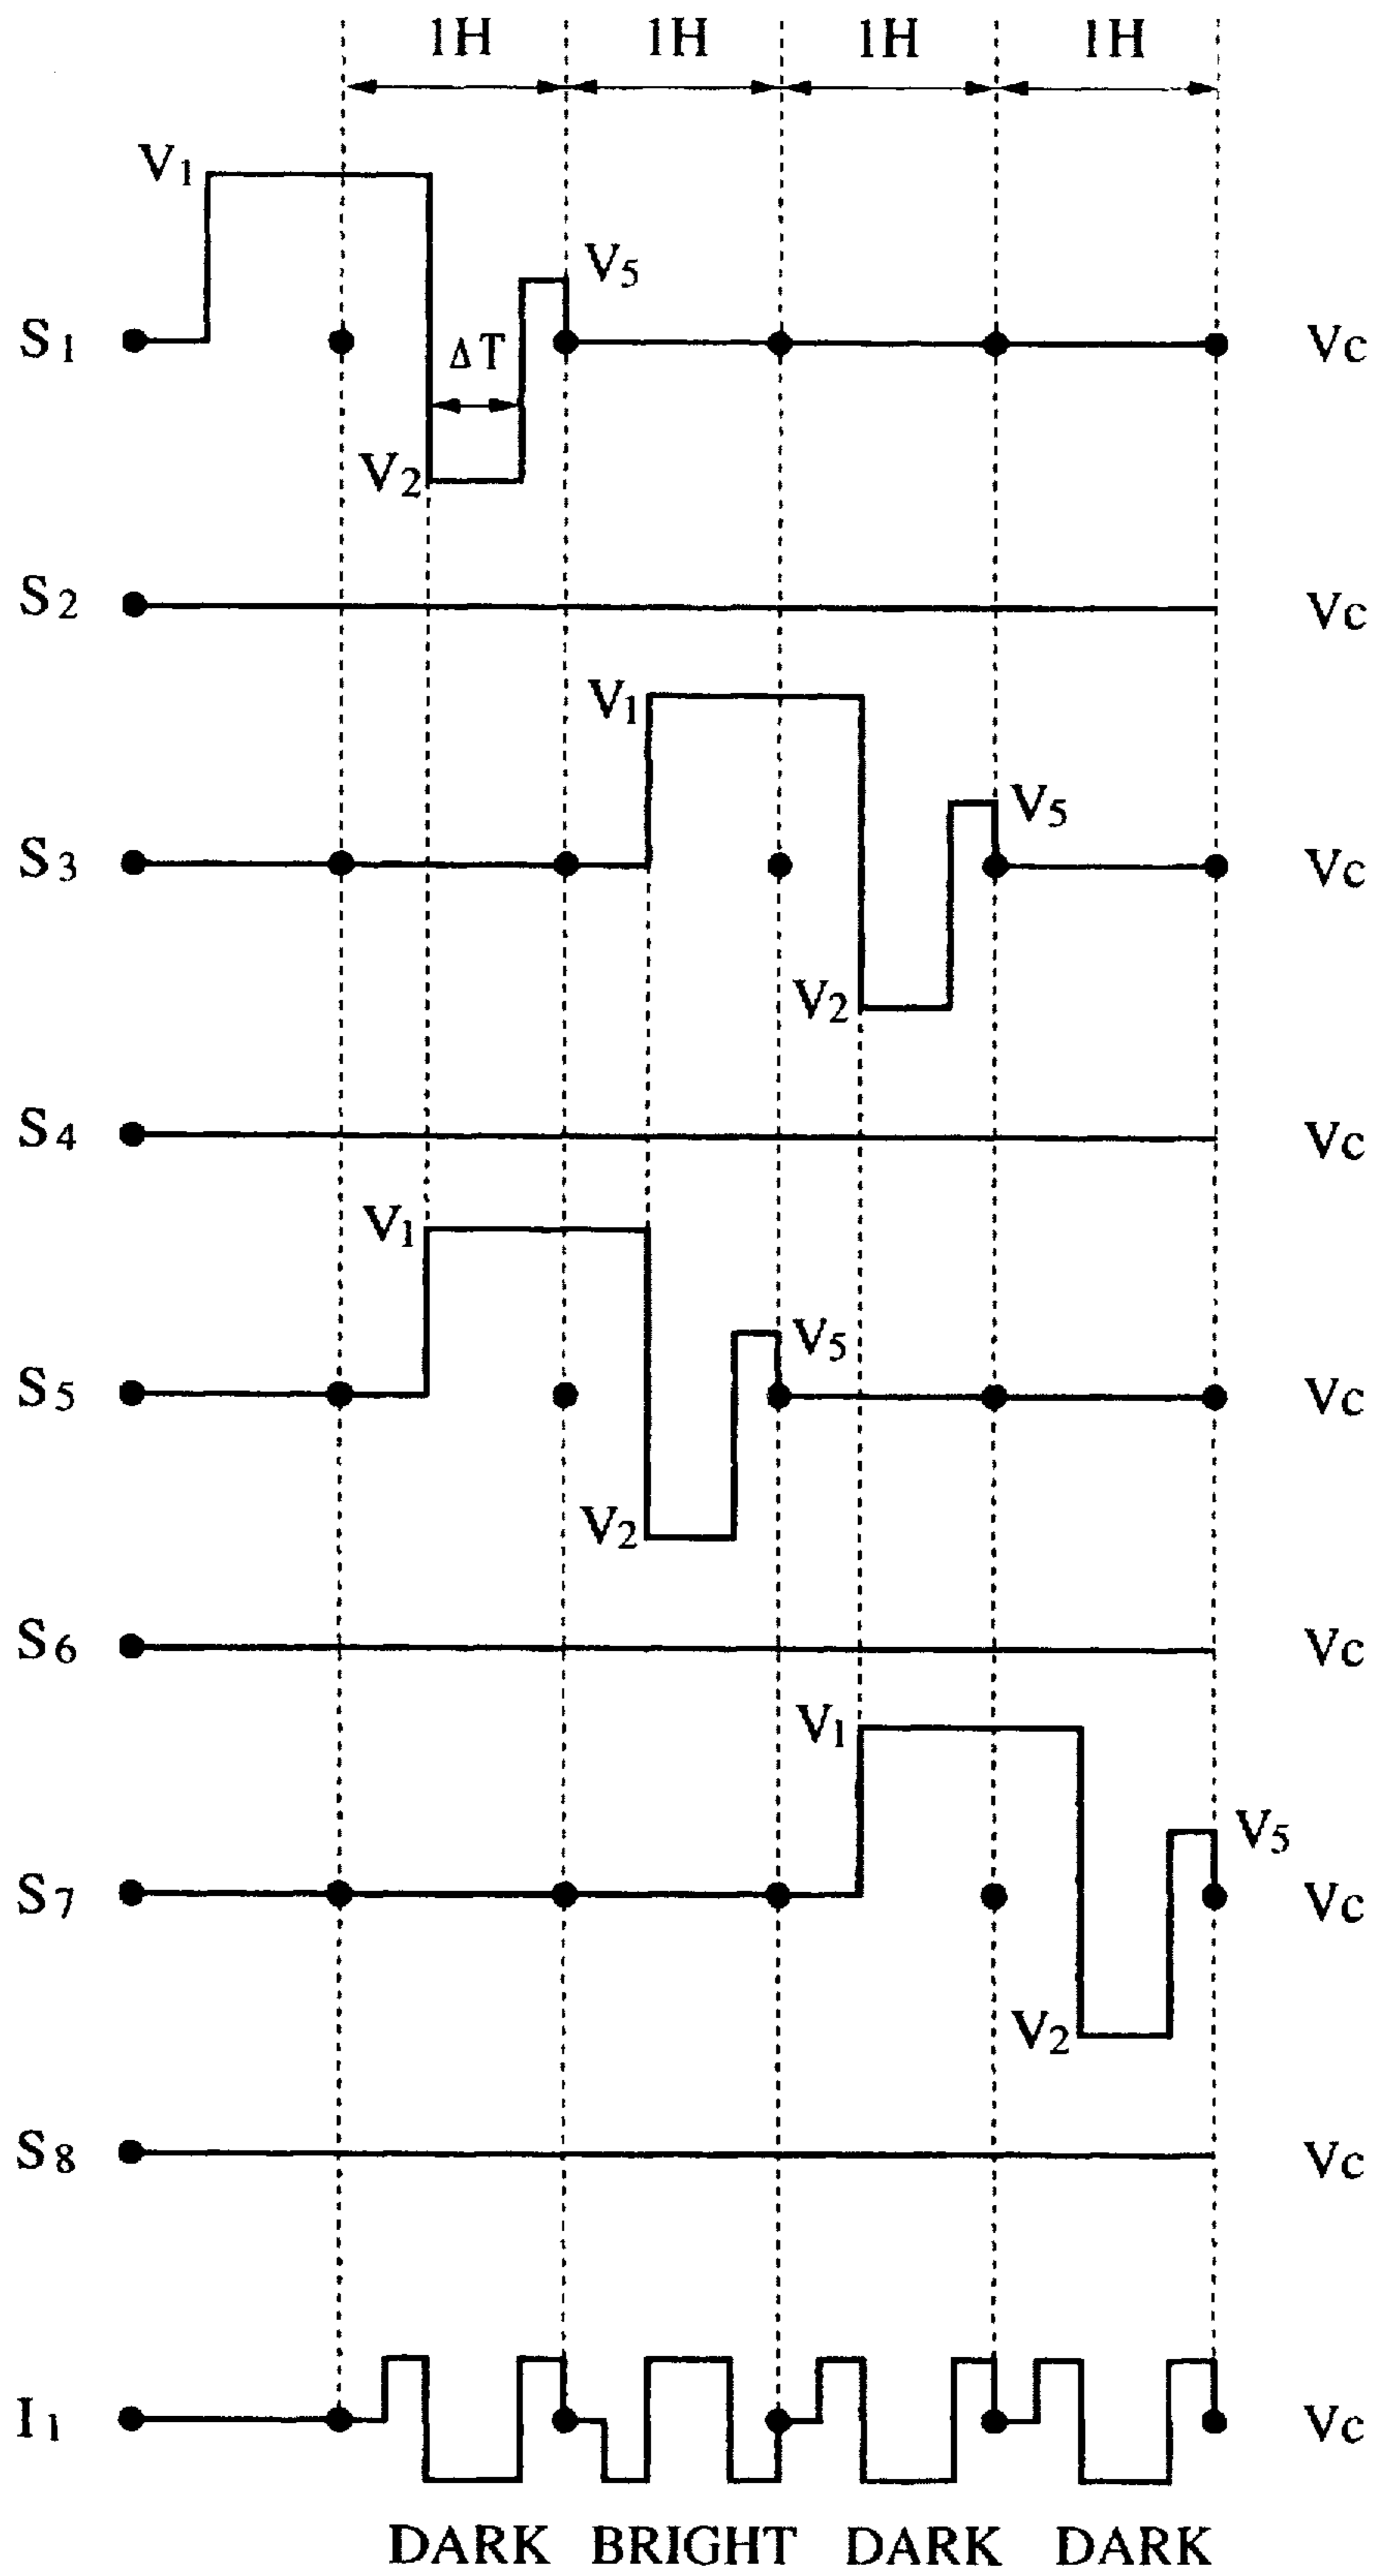 1H 1H 1H 1H
V1
V5
S1 ΔT Vc
V2
S2 Vc
V1
V5
S3 Vc
V2
S4 Vc
V1
V5
S5 Vc
V2
S6 Vc
V1
V5
S7 Vc
V2
S8 Vc
I1 Vc
DARK BRIGHT DARK DARK